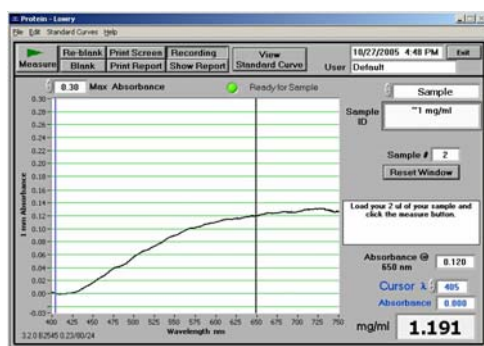 Protein - Lowry
File Edit Standard Curves Help
Measure
Re-blank Print Screen Recording
Blank Print Report Show Report
View
Standard Curve
10/27/2005 4:48 PM Exit
User Default
0.30 Max Absorbance
Ready for Sample
Sample
Sample
ID
~1 mg/ml
Sample # 2
Reset Window
Load your 2 ul of your sample and
click the measure button.
Absorbance @
650 nm
0.120
Cursor λ 405
Absorbance 0.000
mg/ml 1.191
1 mm Absorbance
0.30
0.28
0.26
0.24
0.22
0.20
0.18
0.16
0.14
0.12
0.10
0.08
0.06
0.04
0.02
0.00
-0.03
400 425 450 475 500 525 550 575 600 625 650 675 700 725 750
Wavelength nm